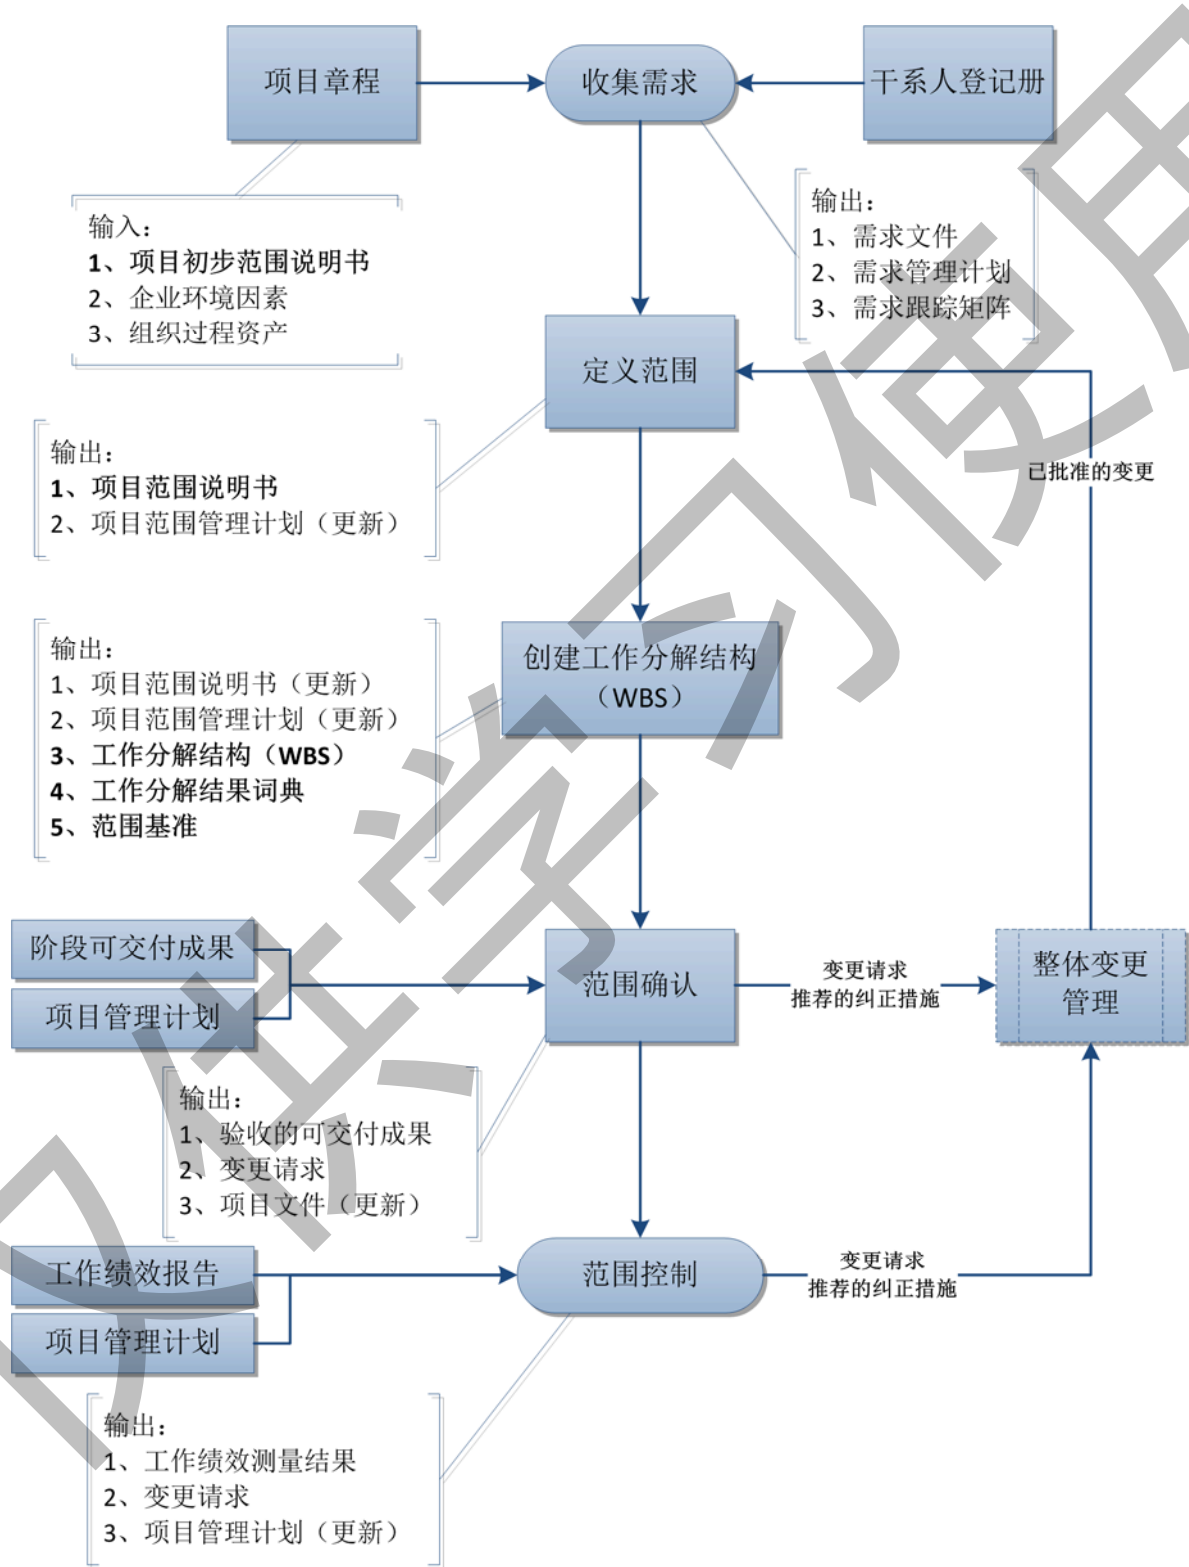 项目章程
收集需求
干系人登记册
输入：
1、项目初步范围说明书
2、企业环境因素
3、组织过程资产
输出：
1、需求文件
2、需求管理计划
3、需求跟踪矩阵
定义范围
输出：
1、项目范围说明书
2、项目范围管理计划（更新）
已批准的变更
创建工作分解结构
（WBS）
输出：
1、项目范围说明书（更新）
2、项目范围管理计划（更新）
3、工作分解结构（WBS）
4、工作分解结果词典
5、范围基准
阶段可交付成果
项目管理计划
范围确认
变更请求
推荐的纠正措施
整体变更
管理
输出：
1、验收的可交付成果
2、变更请求
3、项目文件（更新）
工作绩效报告
项目管理计划
范围控制
变更请求
推荐的纠正措施
输出：
1、工作绩效测量结果
2、变更请求
3、项目管理计划（更新）
仅供学习使用